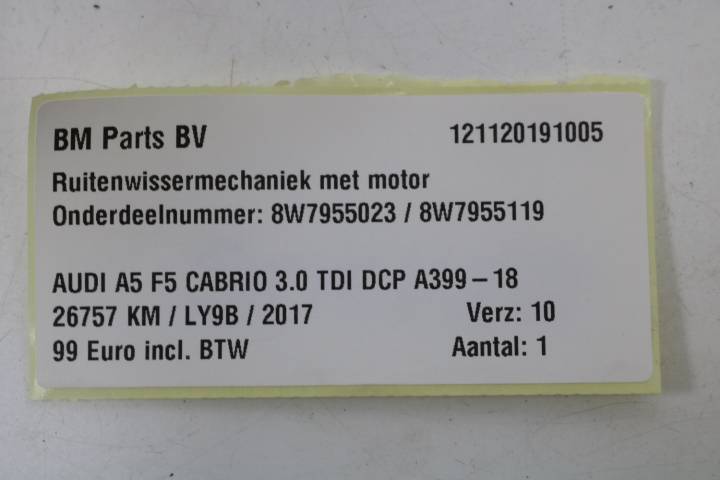 BM Parts BV 121120191005
Ruitenwissermechaniek met motor
Onderdeelnummer: 8W7955023 / 8W7955119
AUDI A5 F5 CABRIO 3.0 TDI DCP A399 – 18
26757 KM / LY9B / 2017 Verz: 10
99 Euro incl. BTW Aantal: 1